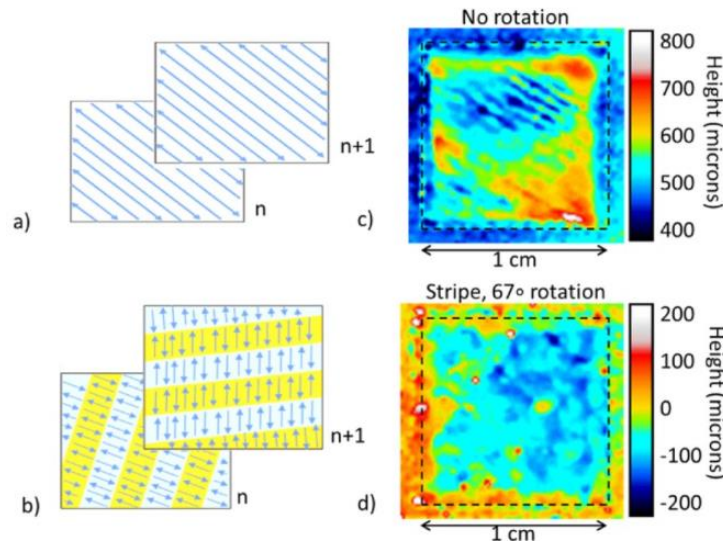 a)
n
n+1
No rotation
c)
1 cm
800
700
600
500
400
Height (microns)
b)
n
n+1
Stripe, 67◦ rotation
d)
1 cm
200
100
0
-100
-200
Height (microns)